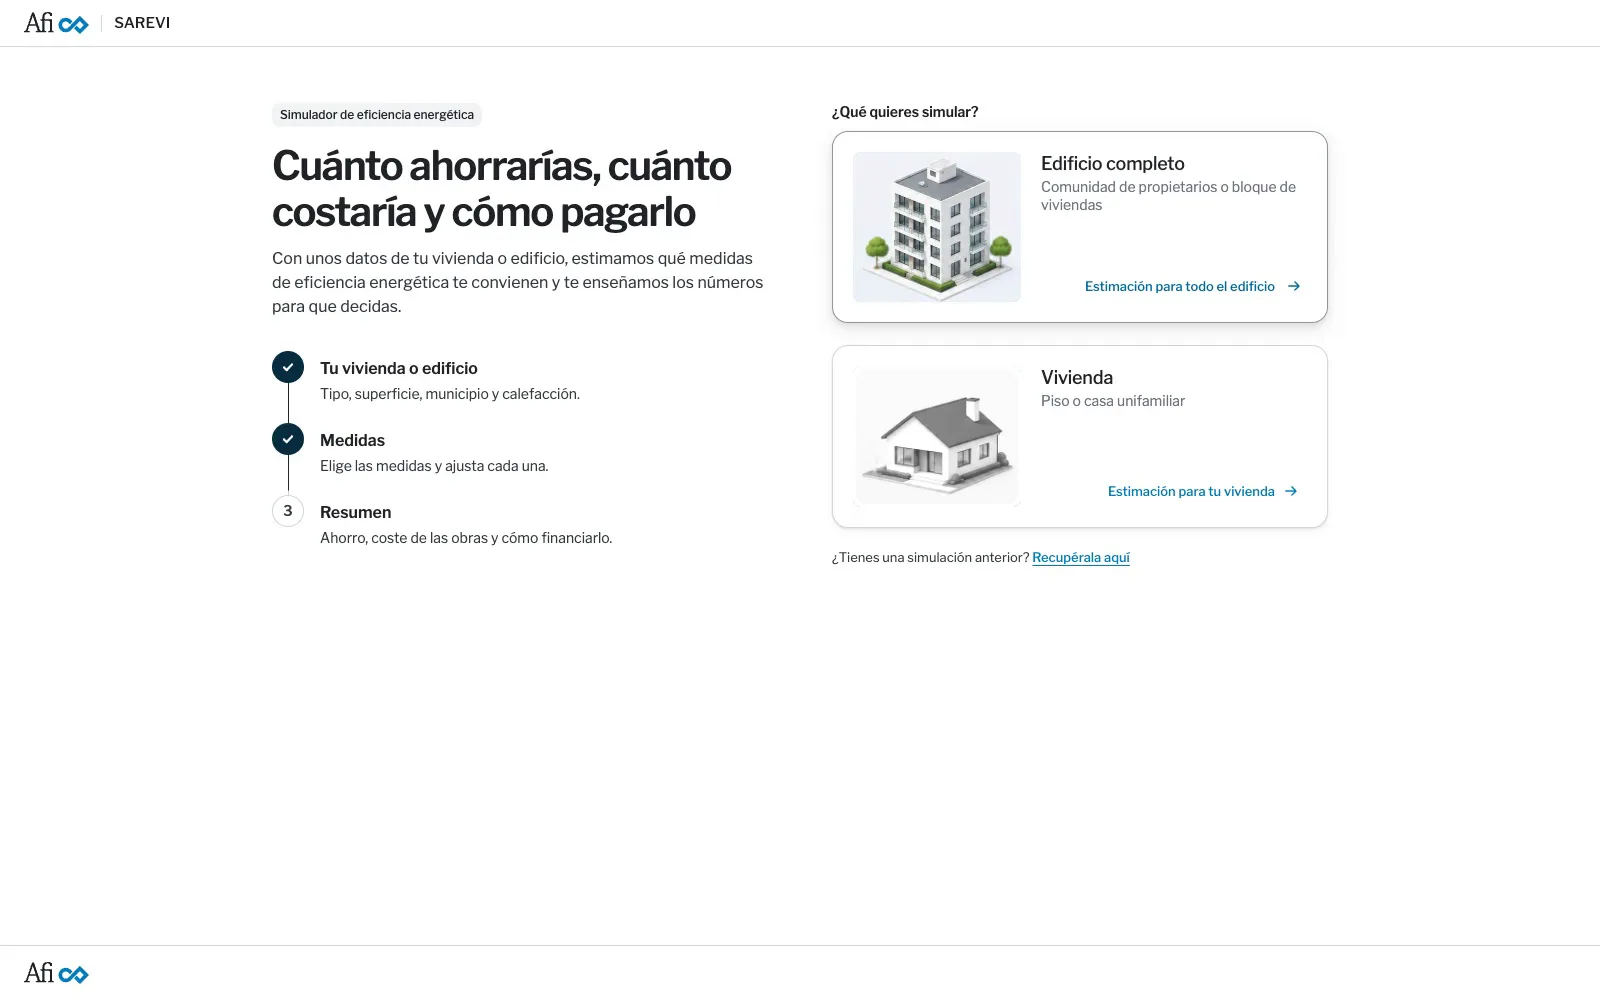 Afi
SAREVI
Simulador de eficiencia energética
Cuánto ahorrarías, cuánto
costaría y cómo pagarlo
Con unos datos de tu vivienda o edificio, estimamos qué medidas
de eficiencia energética te convienen y te enseñamos los números
para que decidas.
Tu vivienda o edificio
Tipo, superficie, municipio y calefacción.
Medidas
Elige las medidas y ajusta cada una.
3
Resumen
Ahorro, coste de las obras y cómo financiarlo.
¿Qué quieres simular?
Edificio completo
Comunidad de propietarios o bloque de
viviendas
Estimación para todo el edificio
Vivienda
Piso o casa unifamiliar
Estimación para tu vivienda
¿Tienes una simulación anterior? Recupérala aquí
Afi